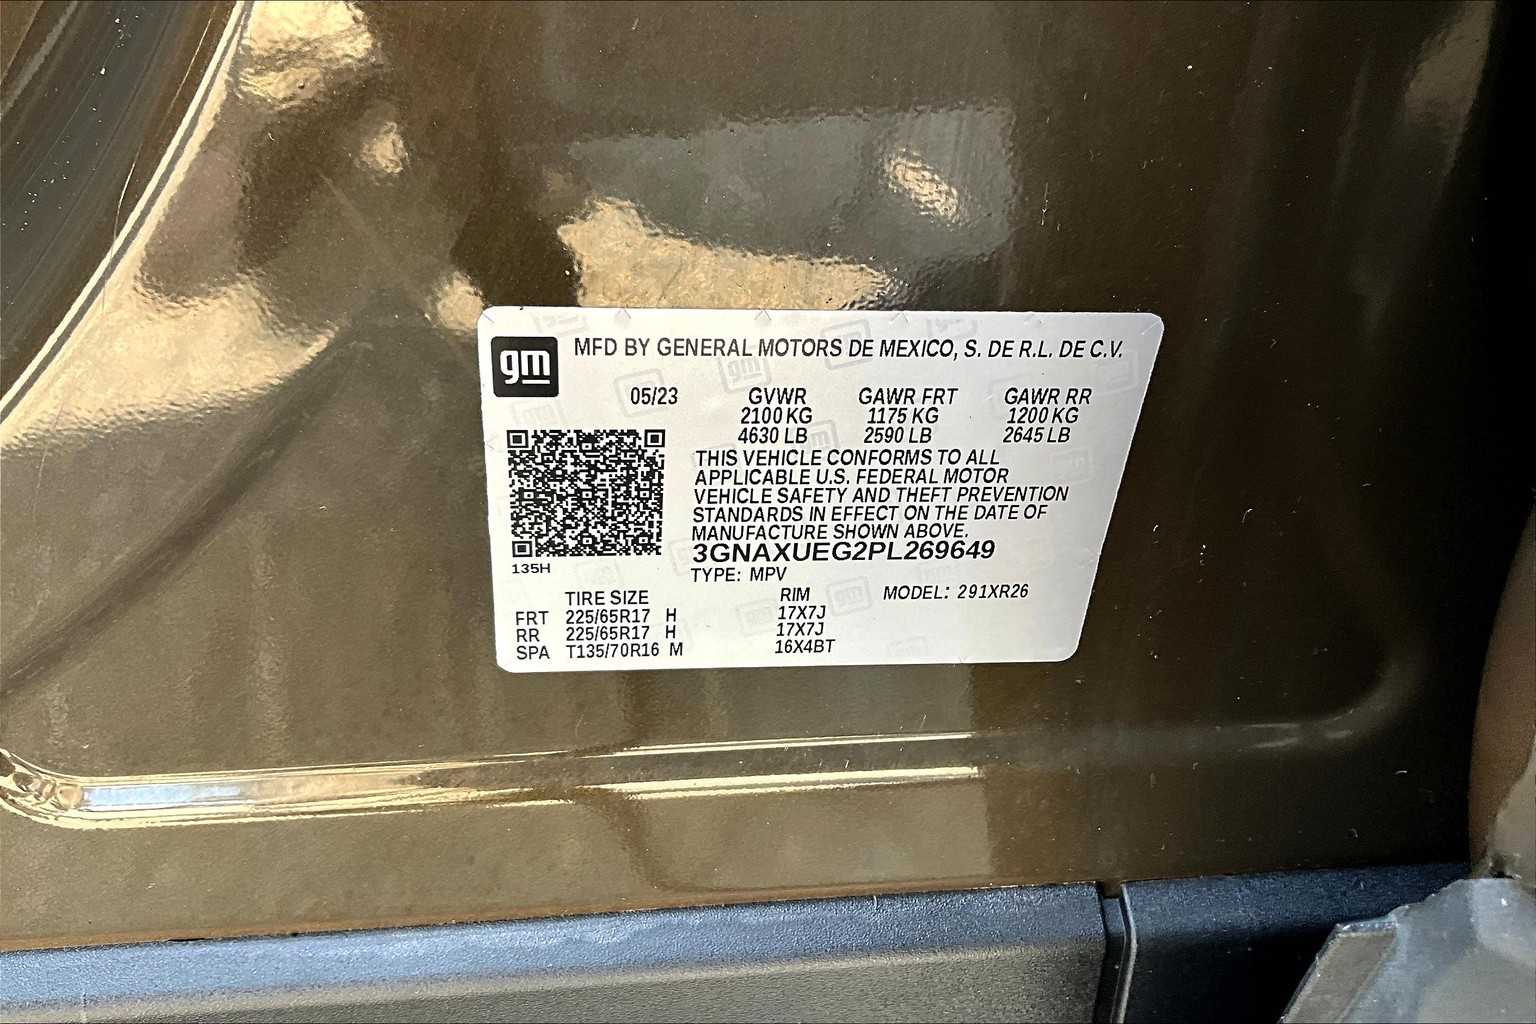 gm MFD BY GENERAL MOTORS DE MEXICO, S. DE R.L. DE C.V.
05/23 GVWR GAWR FRT GAWR RR
2100 KG 1175 KG 1200 KG
4630 LB 2590 LB 2645 LB
THIS VEHICLE CONFORMS TO ALL
APPLICABLE U.S. FEDERAL MOTOR
VEHICLE SAFETY AND THEFT PREVENTION
STANDARDS IN EFFECT ON THE DATE OF
MANUFACTURE SHOWN ABOVE.
3GNAXUEG2PL269649
135H
TYPE: MPV
TIRE SIZE RIM MODEL: 291XR26
FRT 225/65R17 H 17X7J
RR 225/65R17 H 17X7J
SPA T135/70R16 M 16X4BT